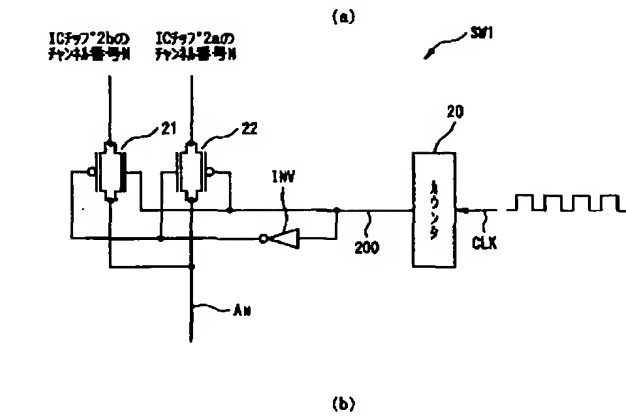 (a)
ICチップ2bの
チャンネル番号N
ICチップ2aの
チャンネル番号N
SW1
21
22
20
INV
カウンタ
200
CLK
AN
(b)